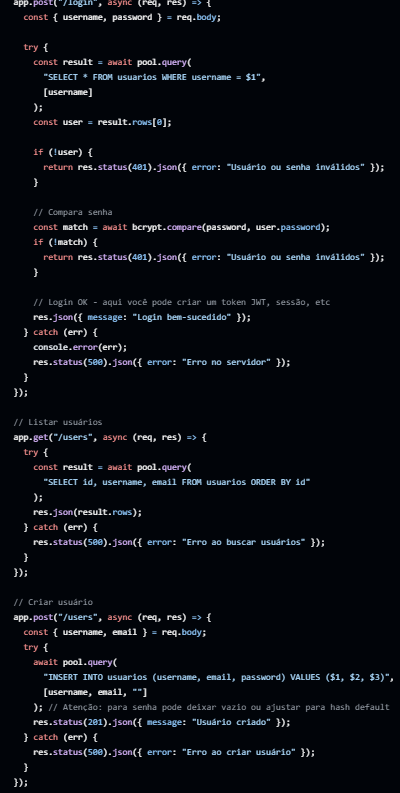 app.post("/login", async (req, res) => {
  const { username, password } = req.body;

  try {
    const result = await pool.query(
      "SELECT * FROM usuarios WHERE username = $1",
      [username]
    );
    const user = result.rows[0];

    if (!user) {
      return res.status(401).json({ error: "Usuário ou senha inválidos" });
    }

    // Compara senha
    const match = await bcrypt.compare(password, user.password);
    if (!match) {
      return res.status(401).json({ error: "Usuário ou senha inválidos" });
    }

    // Login OK - aqui você pode criar um token JWT, sessão, etc
    res.json({ message: "Login bem-sucedido" });
  } catch (err) {
    console.error(err);
    res.status(500).json({ error: "Erro no servidor" });
  }
});

// Listar usuários
app.get("/users", async (req, res) => {
  try {
    const result = await pool.query(
      "SELECT id, username, email FROM usuarios ORDER BY id"
    );
    res.json(result.rows);
  } catch (err) {
    res.status(500).json({ error: "Erro ao buscar usuários" });
  }
});

// Criar usuário
app.post("/users", async (req, res) => {
  const { username, email } = req.body;
  try {
    await pool.query(
      "INSERT INTO usuarios (username, email, password) VALUES ($1, $2, $3)",
      [username, email, ""]
    ); // Atenção: para senha pode deixar vazio ou ajustar para hash default
    res.status(201).json({ message: "Usuário criado" });
  } catch (err) {
    res.status(500).json({ error: "Erro ao criar usuário" });
  }
});